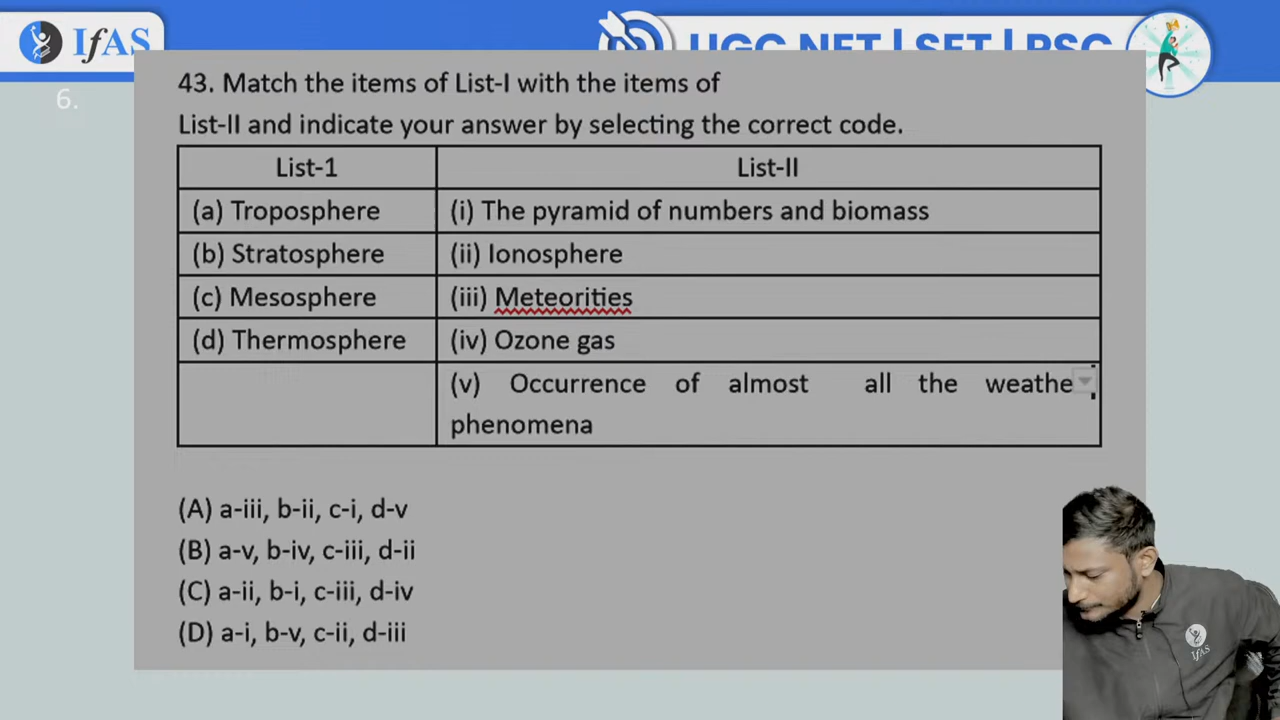 IfAS
UGC NET | SET | PSC
6.
43. Match the items of List-I with the items of
List-II and indicate your answer by selecting the correct code.
List-1 List-II
(a) Troposphere (i) The pyramid of numbers and biomass
(b) Stratosphere (ii) Ionosphere
(c) Mesosphere (iii) Meteorities
(d) Thermosphere (iv) Ozone gas
(v) Occurrence of almost all the weathe
phenomena
(A) a-iii, b-ii, c-i, d-v
(B) a-v, b-iv, c-iii, d-ii
(C) a-ii, b-i, c-iii, d-iv
(D) a-i, b-v, c-ii, d-iii
IfAS